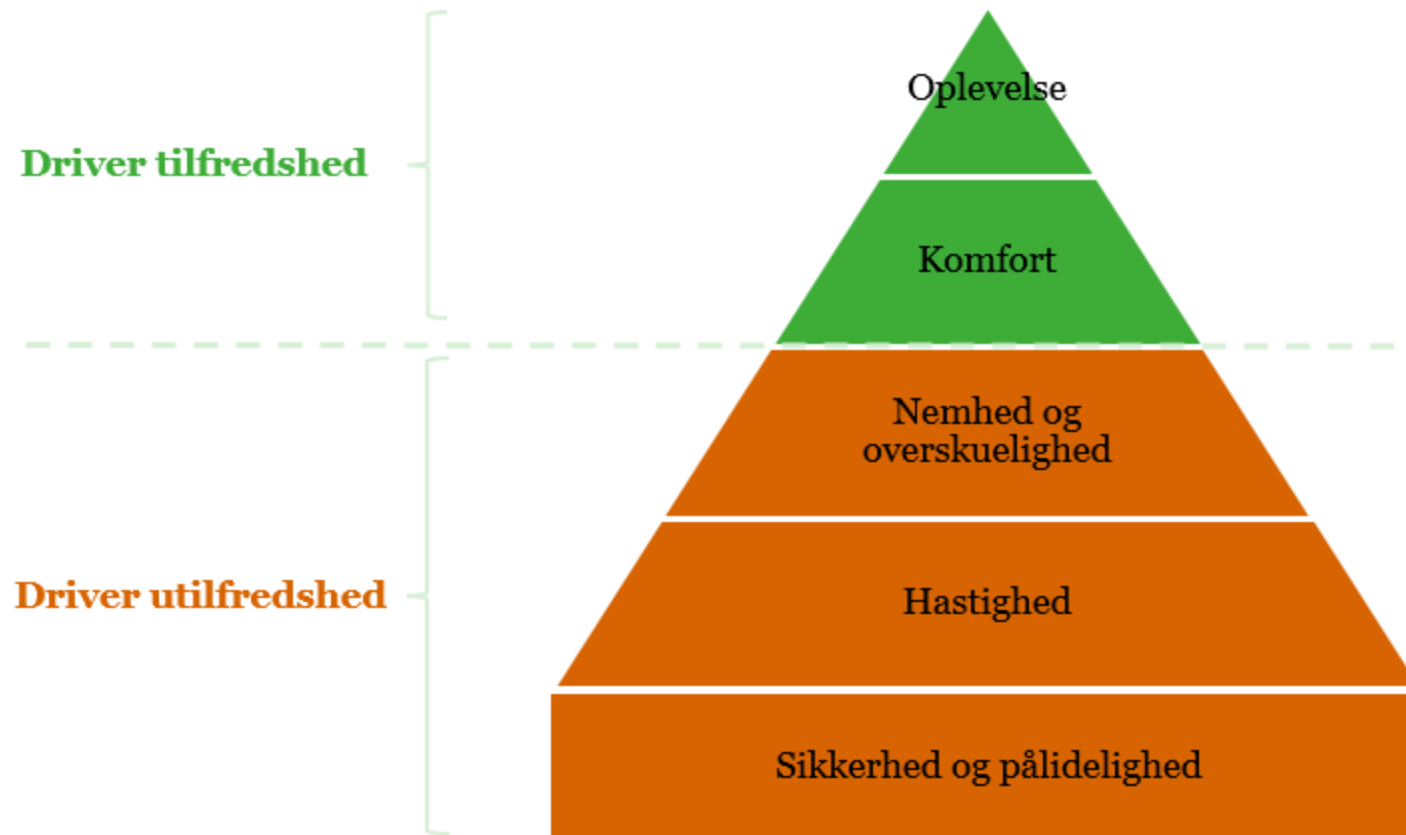 Oplevelse
Driver tilfredshed
Komfort
Nemhed og
overskuelighed
Driver utilfredshed
Hastighed
Sikkerhed og pålidelighed